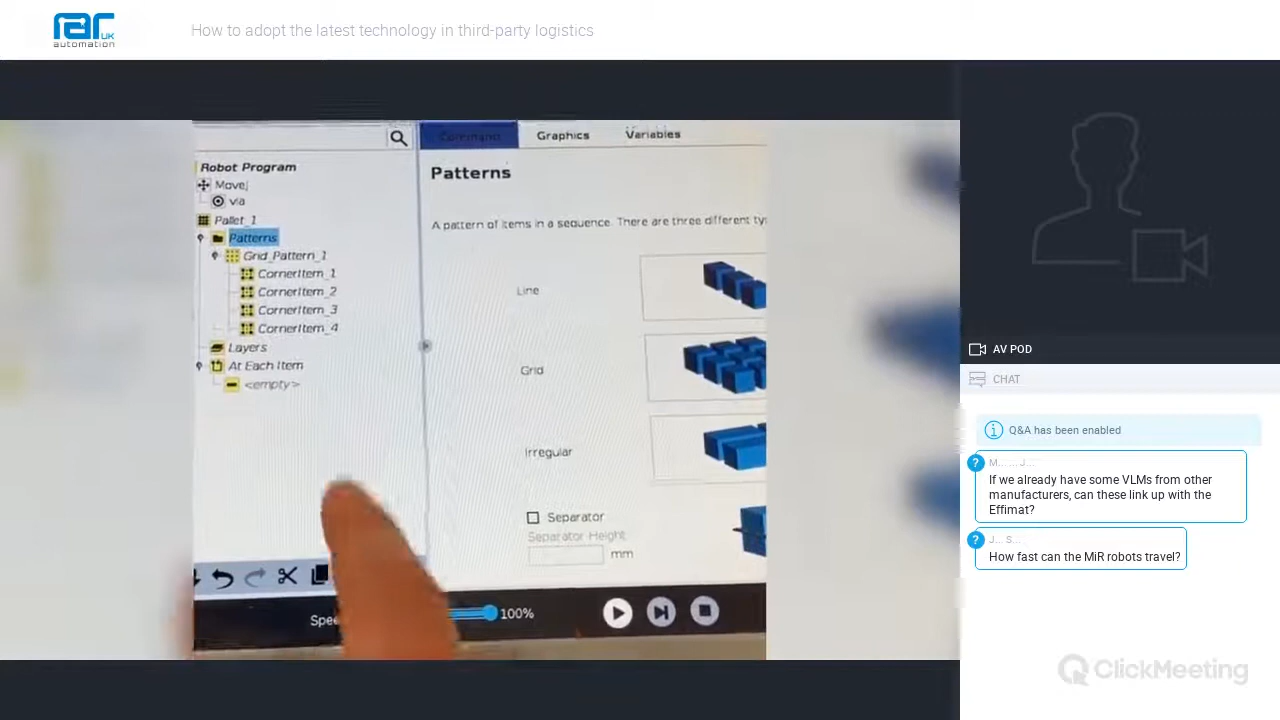 rar UK
automation
How to adopt the latest technology in third-party logistics
Command Graphics Variables
Robot Program
MoveJ
via
Pallet_1
Patterns
Grid_Pattern_1
CornerItem_1
CornerItem_2
CornerItem_3
CornerItem_4
Layers
At Each Item
<empty>
Patterns
A pattern of items in a sequence. There are three different
Line
Grid
Irregular
Separator
Separator Height
mm
100%
AV POD
CHAT
Q&A has been enabled
M... ... J...
If we already have some VLMs from other
manufacturers, can these link up with the
Effimat?
J... S...
How fast can the MiR robots travel?
ClickMeeting